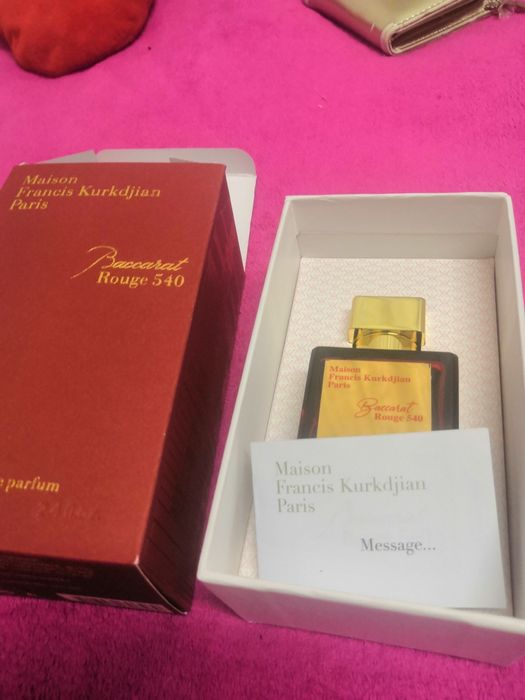 Maison
Francis Kurkdjian
Paris
Baccarat
Rouge 540
parfum
Maison
Francis Kurkdjian
Paris
Baccarat
Rouge 540
Maison
Francis Kurkdjian
Paris
Message...